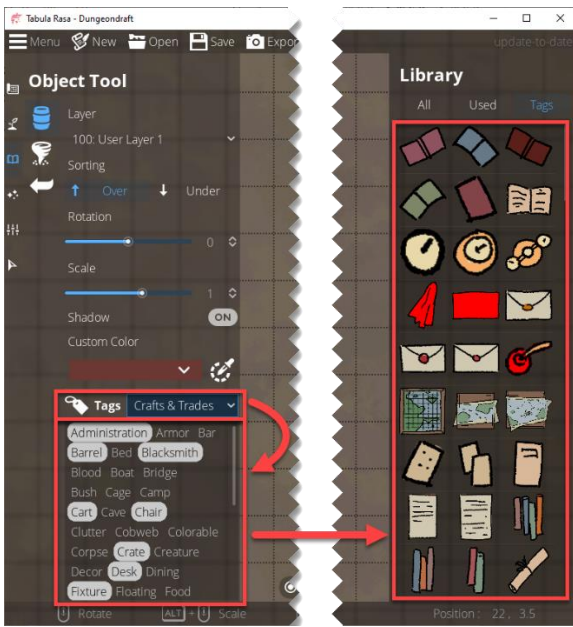 Tabula Rasa - Dungeondraft
Menu New Open Save Expor
update-to-date
Object Tool
Layer
100: User Layer 1
Sorting
Over Under
Rotation
0
Scale
1
Shadow
ON
Custom Color
Tags Crafts & Trades
Administration Armor Bar
Barrel Bed Blacksmith
Blood Boat Bridge
Bush Cage Camp
Cart Cave Chair
Clutter Cobweb Colorable
Corpse Crate Creature
Decor Desk Dining
Fixture Floating Food
Rotate ALT + Scale
Library
All Used Tags
Position: 22, 3.5